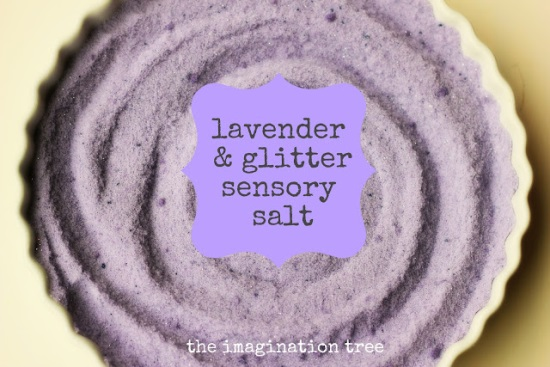 lavender
& glitter
sensory
salt
the imagination tree